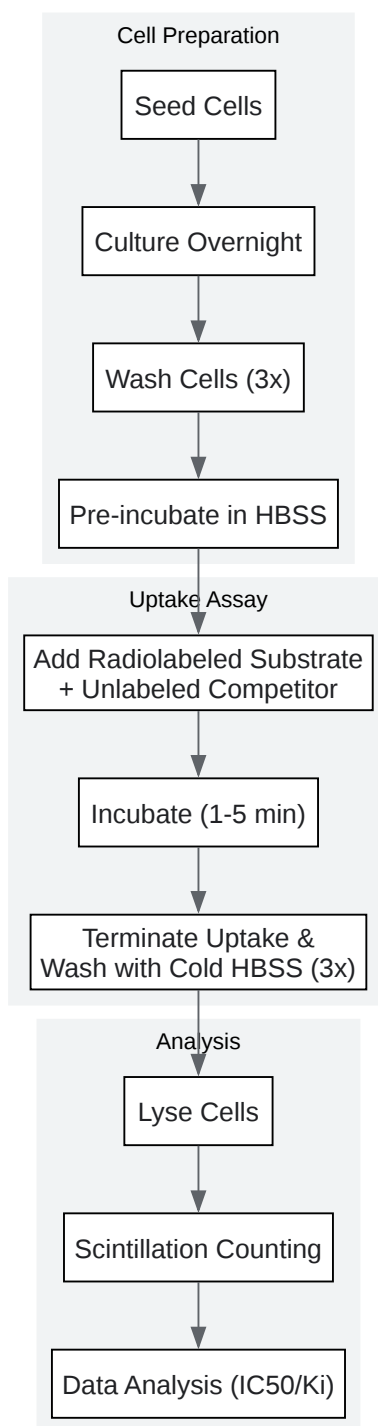 Cell Preparation
Seed Cells
Culture Overnight
Wash Cells (3x)
Pre-incubate in HBSS
Uptake Assay
Add Radiolabeled Substrate
+ Unlabeled Competitor
Incubate (1-5 min)
Terminate Uptake &
Wash with Cold HBSS (3x)
Analysis
Lyse Cells
Scintillation Counting
Data Analysis (IC50/Ki)